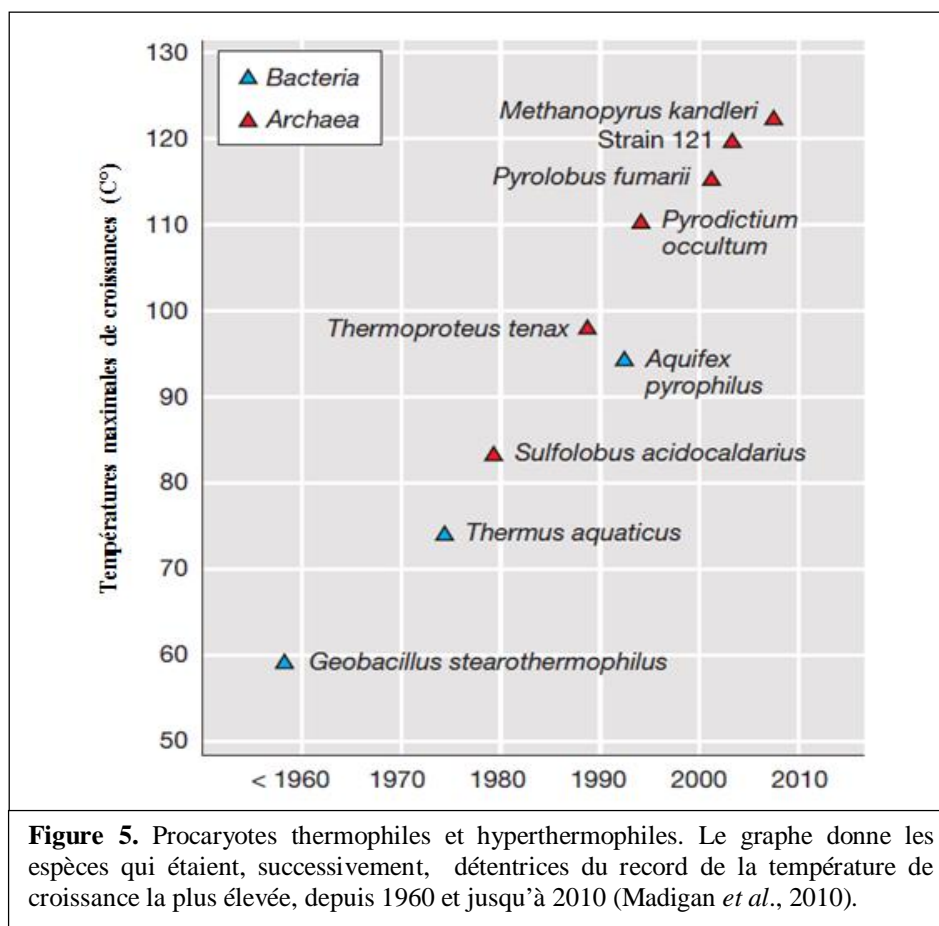 130
120
110
100
90
80
70
60
50
Températures maximales de croissances (C°)
Bacteria
Archaea
Methanopyrus kandleri
Strain 121
Pyrolobus fumarii
Pyrodictium
occultum
Thermoproteus tenax
Aquifex
pyrophilus
Sulfolobus acidocaldarius
Thermus aquaticus
Geobacillus stearothermophilus
< 1960 1970 1980 1990 2000 2010
Figure 5. Procaryotes thermophiles et hyperthermophiles. Le graphe donne les
espèces qui étaient, successivement, détentrices du record de la température de
croissance la plus élevée, depuis 1960 et jusqu’à 2010 (Madigan et al., 2010).